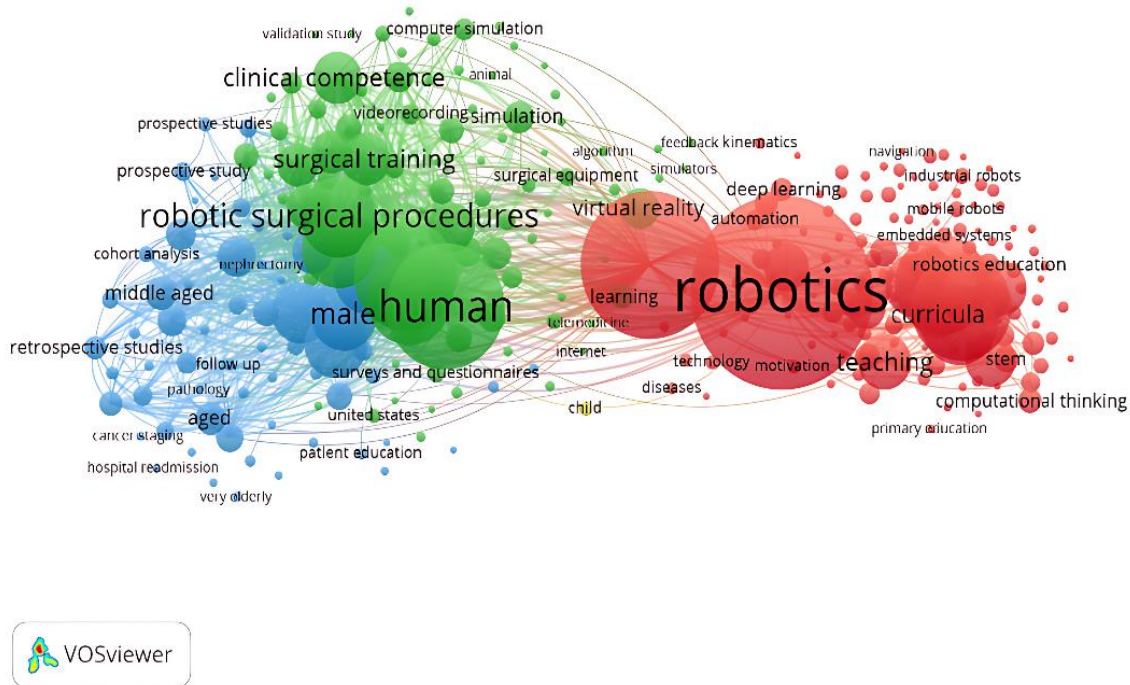 validation study
computer simulation
clinical competence
animal
videorecording
simulation
prospective studies
feedback
kinematics
algorithm
navigation
surgical training
prospective study
surgical equipment
simulators
industrial robots
deep learning
virtual reality
mobile robots
robotic surgical procedures
automation
embedded systems
cohort analysis
nephrectomy
robotics education
middle aged
learning
robotics
male
human
curricula
telemedicine
retrospective studies
internet
follow up
surveys and questionnaires
technology
motivation
teaching
stem
pathology
diseases
aged
united states
child
computational thinking
cancer staging
primary education
patient education
hospital readmission
very elderly
VOSviewer